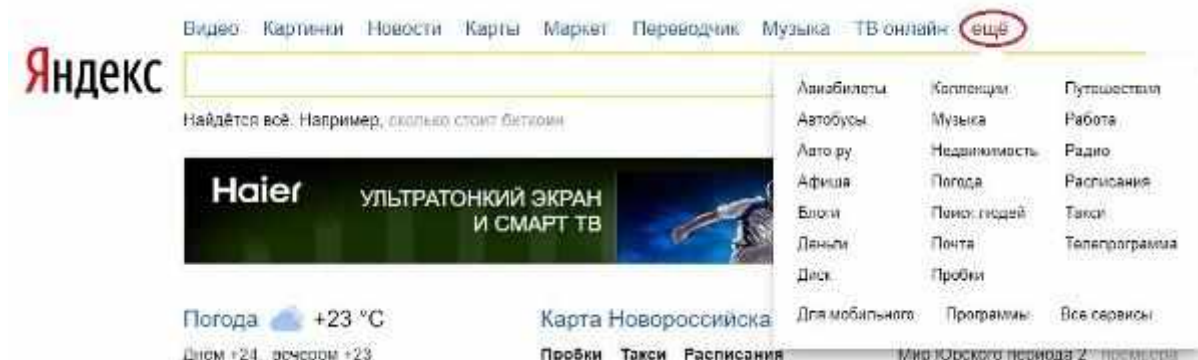 Видео Картинки Новости Карты Маркет Переводчик Музыка ТВ онлайн ещё
Яндекс
Найдётся всё. Например, сколько стоит биткоин
Авиабилеты Коллекции Путешествия
Автобусы Музыка Работа
Авто.ру Недвижимость Радио
Афиша Погода Расписания
Блоги Поиск людей Такси
Деньги Почта Телепрограмма
Диск Пробки
Для мобильного Программы Все сервисы
Haier
УЛЬТРАТОНКИЙ ЭКРАН
И СМАРТ ТВ
Погода +23 °C
Днём +24, вечером +23
Карта Новороссийска
Пробки Такси Расписания
Мир Юрского периода 2